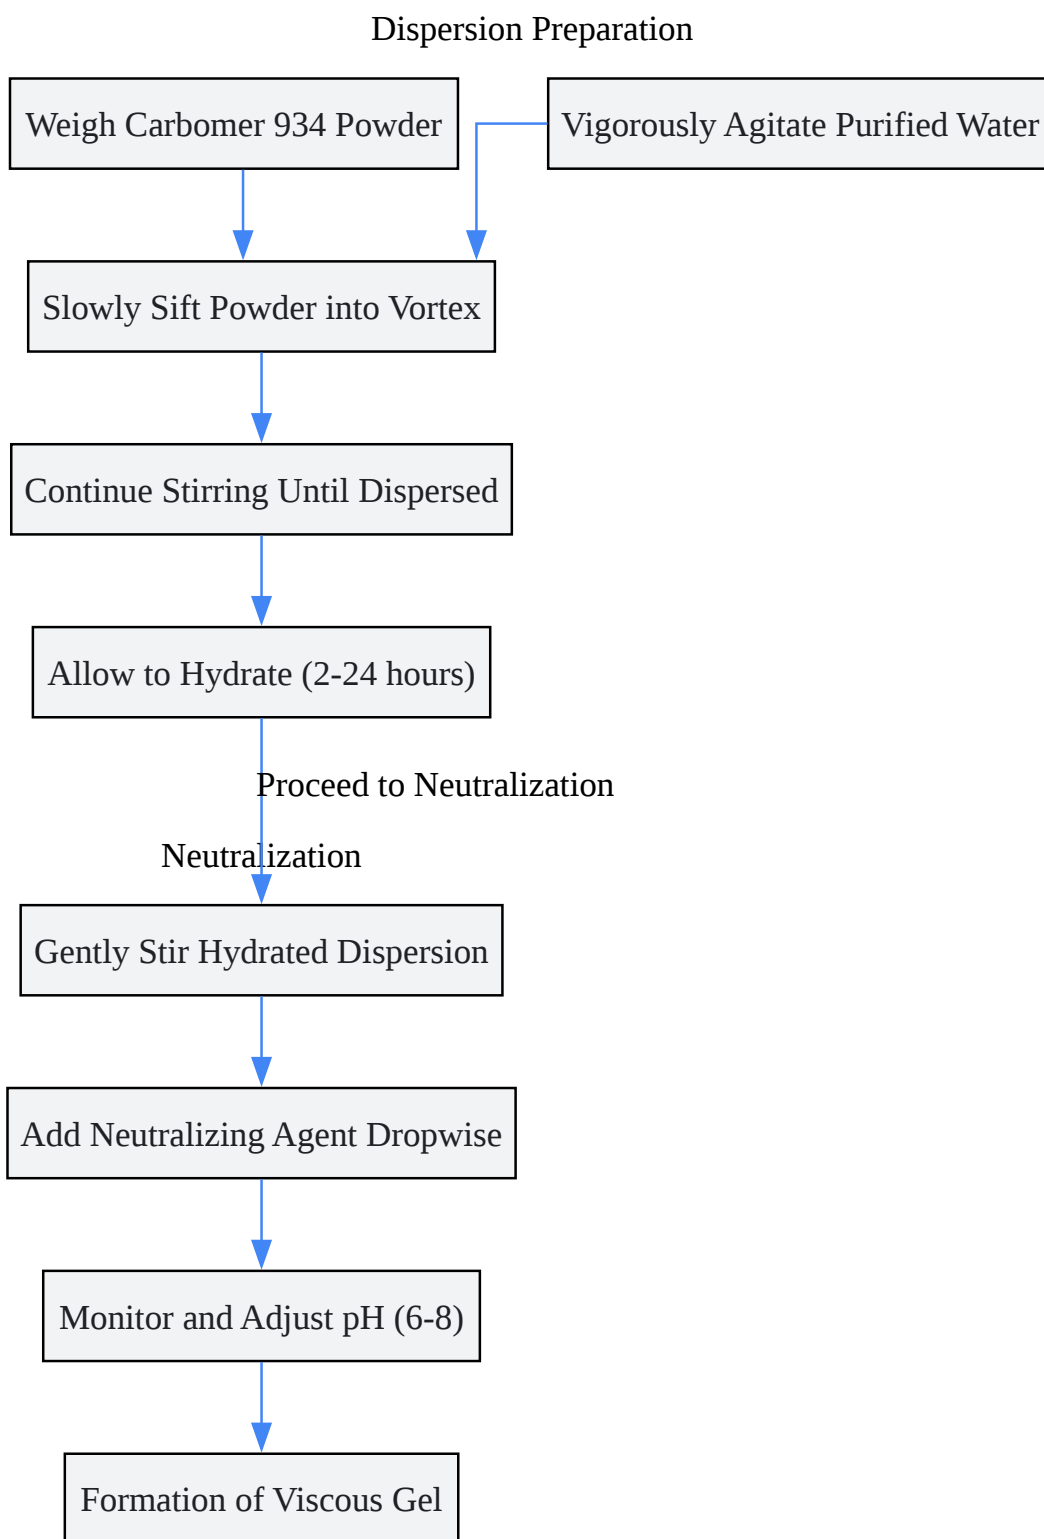 Dispersion Preparation
Weigh Carbomer 934 Powder
Vigorously Agitate Purified Water
Slowly Sift Powder into Vortex
Continue Stirring Until Dispersed
Allow to Hydrate (2-24 hours)
Proceed to Neutralization
Neutralization
Gently Stir Hydrated Dispersion
Add Neutralizing Agent Dropwise
Monitor and Adjust pH (6-8)
Formation of Viscous Gel